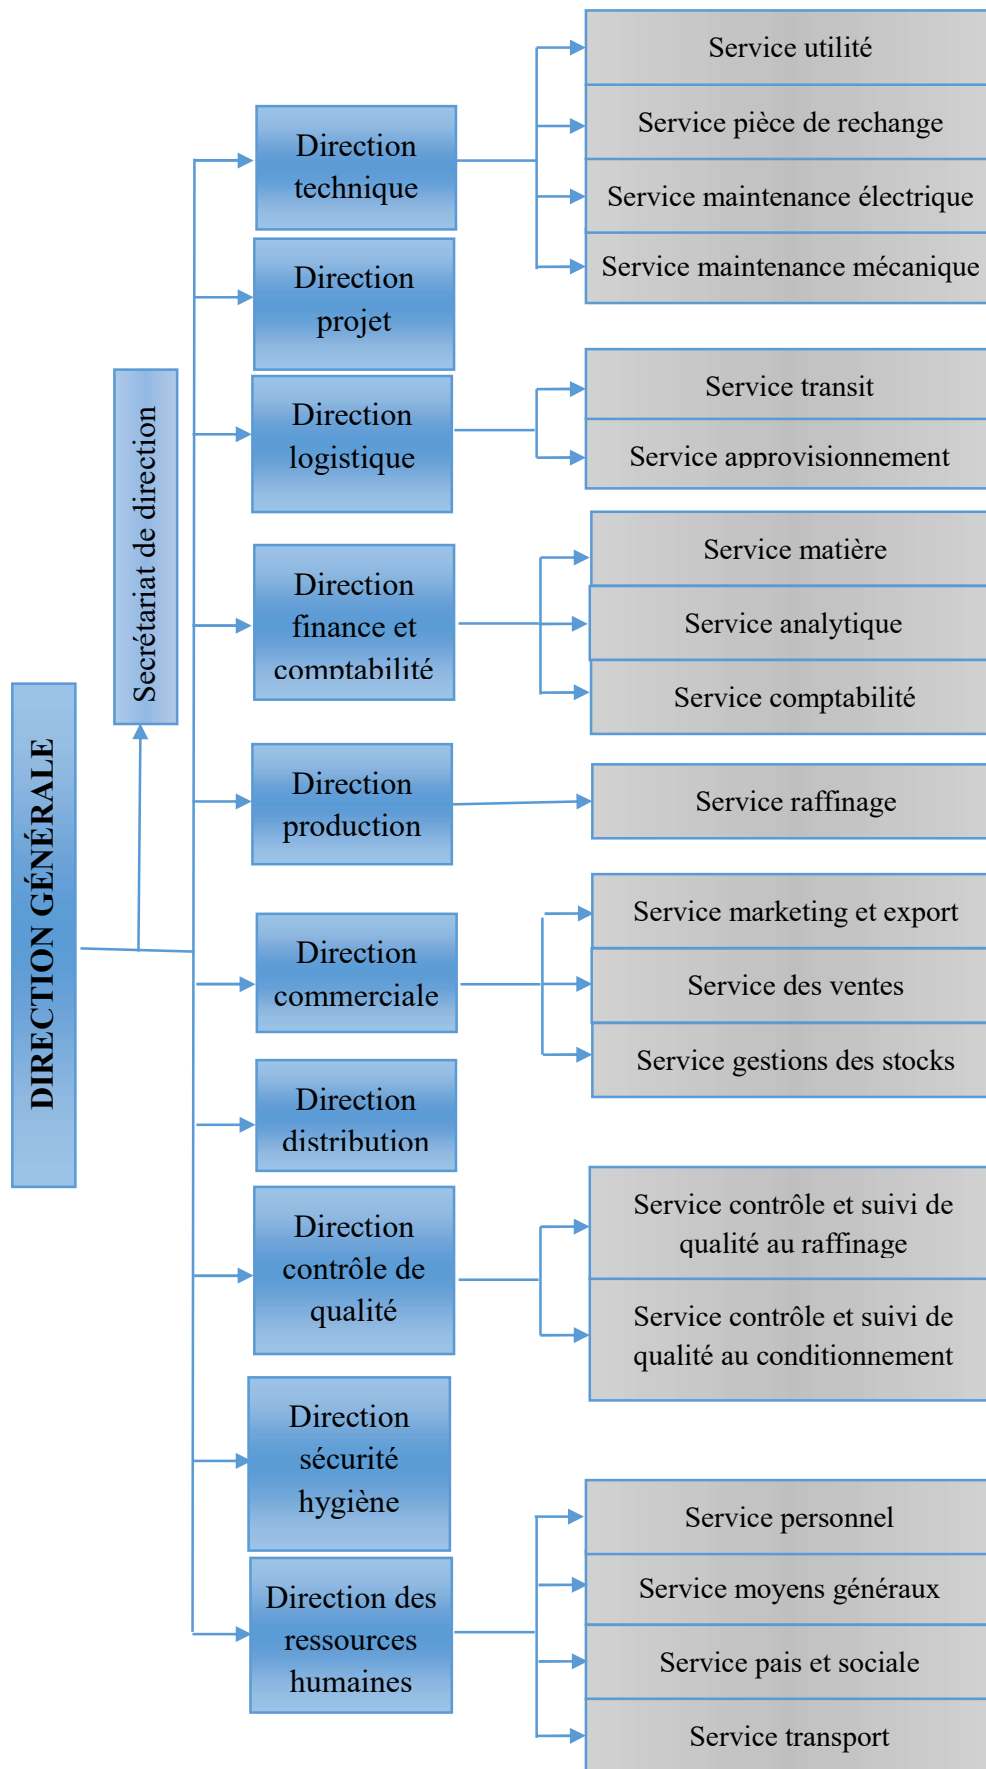 DIRECTION GÉNÉRALE
Secrétariat de direction
Direction
technique
Service utilité
Service pièce de rechange
Service maintenance électrique
Service maintenance mécanique
Direction
projet
Direction
logistique
Service transit
Service approvisionnement
Direction
finance et
comptabilité
Service matière
Service analytique
Service comptabilité
Direction
production
Service raffinage
Direction
commerciale
Service marketing et export
Service des ventes
Service gestions des stocks
Direction
distribution
Direction
contrôle de
qualité
Service contrôle et suivi de
qualité au raffinage
Service contrôle et suivi de
qualité au conditionnement
Direction
sécurité
hygiène
Direction des
ressources
humaines
Service personnel
Service moyens généraux
Service pais et sociale
Service transport